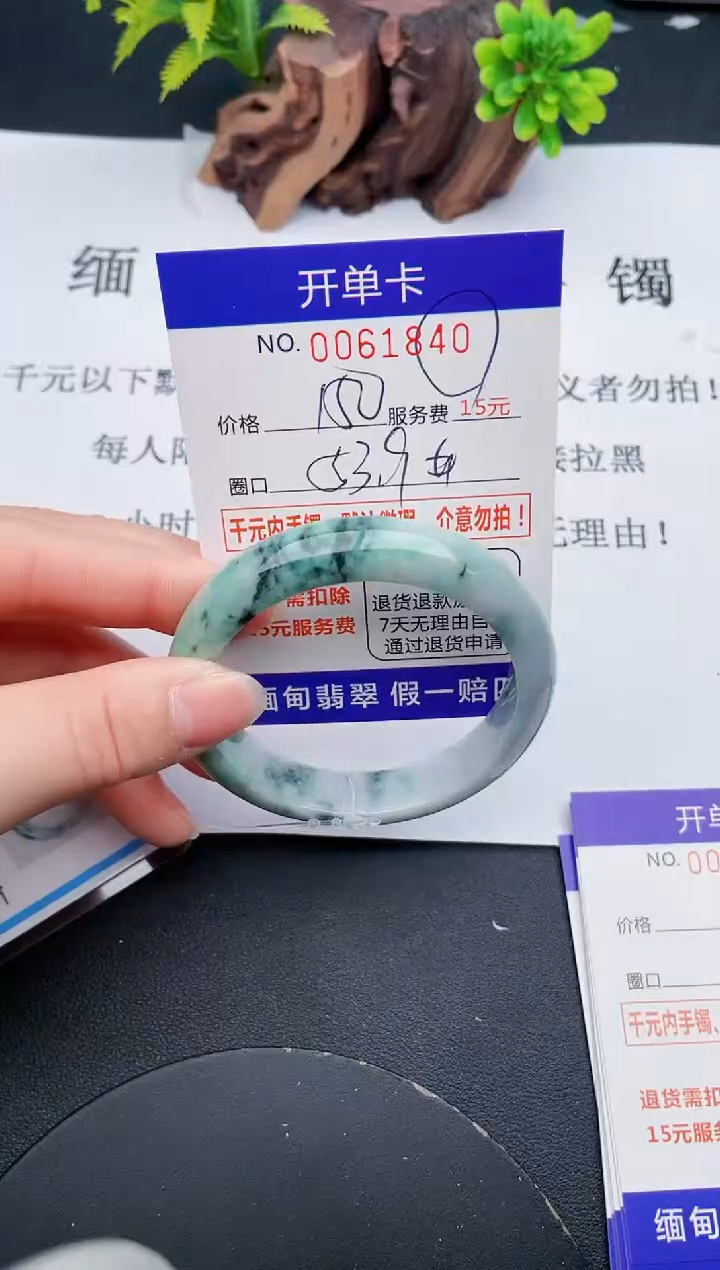 缅
镯
千元以下
义者勿拍！
每人
拉黑
小时
无理由！
开单卡
NO. 0061840
价格 150 服务费 15元
圈口 53.9
千元内手镯 介意勿拍！
需扣除
15元服务费
退货退款
7天无理由
通过退货申请
缅甸翡翠 假一赔
开单
NO. 00
价格
圈口
千元内手镯、
退货需扣
15元服务
缅甸